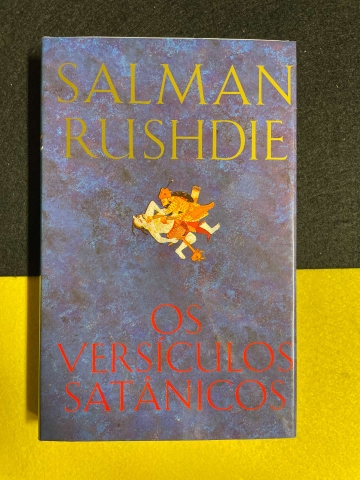 SALMAN
RUSHDIE
OS
VERSÍCULOS
SATÂNICOS